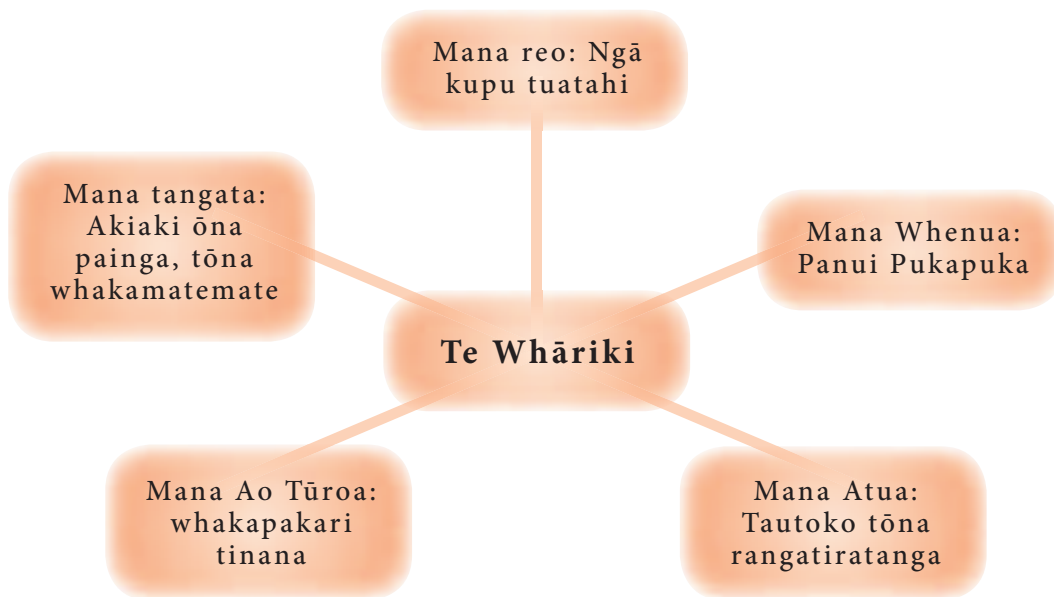 Mana reo: Ngā
kupu tuatahi
Mana tangata:
Akiaki ōna
painga, tōna
whakamatemate
Mana Whenua:
Panui Pukapuka
Te Whāriki
Mana Ao Tūroa:
whakapakari
tinana
Mana Atua:
Tautoko tōna
rangatiratanga